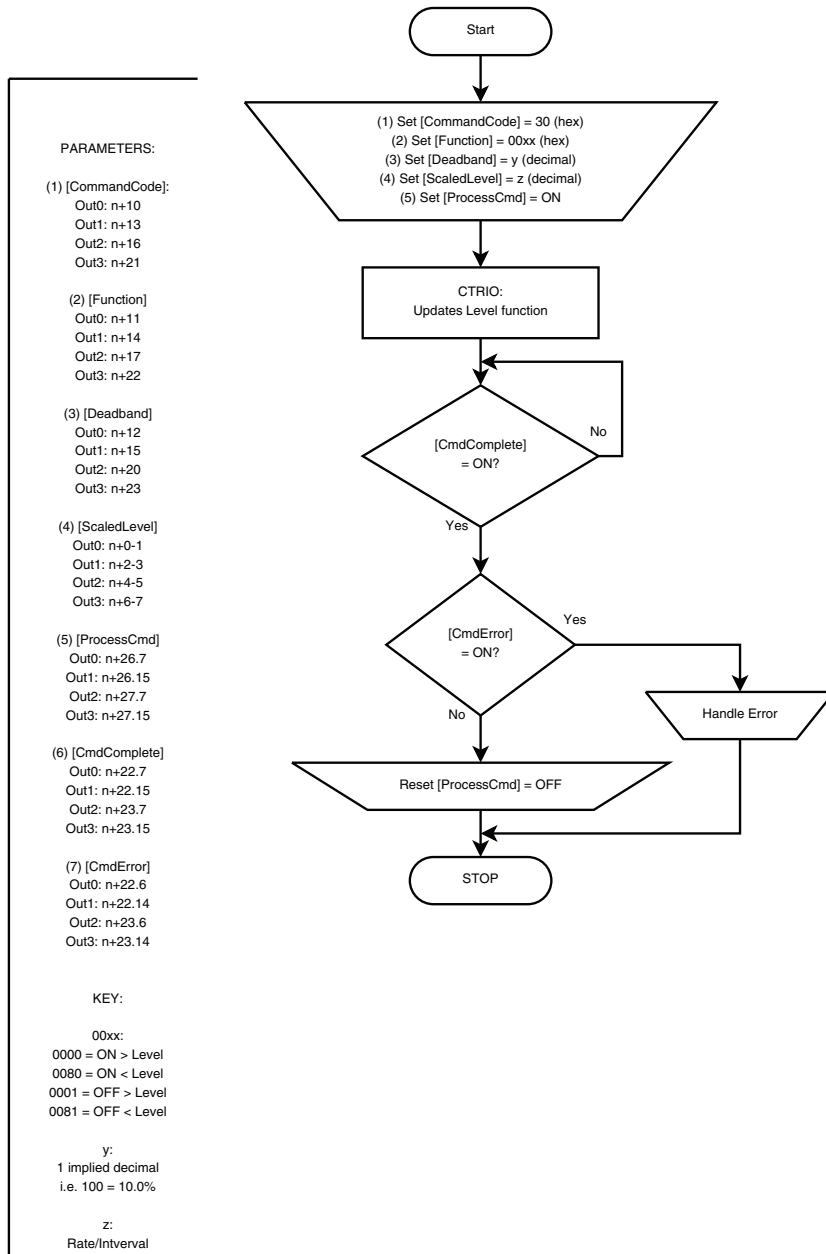 Start
(1) Set [CommandCode] = 30 (hex)
(2) Set [Function] = 00xx (hex)
(3) Set [Deadband] = y (decimal)
(4) Set [ScaledLevel] = z (decimal)
(5) Set [ProcessCmd] = ON
CTRIO:
Updates Level function
[CmdComplete]
= ON?
No
Yes
[CmdError]
= ON?
Yes
No
Handle Error
Reset [ProcessCmd] = OFF
STOP
PARAMETERS:
(1) [CommandCode]:
Out0: n+10
Out1: n+13
Out2: n+16
Out3: n+21
(2) [Function]
Out0: n+11
Out1: n+14
Out2: n+17
Out3: n+22
(3) [Deadband]
Out0: n+12
Out1: n+15
Out2: n+20
Out3: n+23
(4) [ScaledLevel]
Out0: n+0-1
Out1: n+2-3
Out2: n+4-5
Out3: n+6-7
(5) [ProcessCmd]
Out0: n+26.7
Out1: n+26.15
Out2: n+27.7
Out3: n+27.15
(6) [CmdComplete]
Out0: n+22.7
Out1: n+22.15
Out2: n+23.7
Out3: n+23.15
(7) [CmdError]
Out0: n+22.6
Out1: n+22.14
Out2: n+23.6
Out3: n+23.14
KEY:
00xx:
0000 = ON > Level
0080 = ON < Level
0001 = OFF > Level
0081 = OFF < Level
y:
1 implied decimal
i.e. 100 = 10.0%
z:
Rate/Intverval